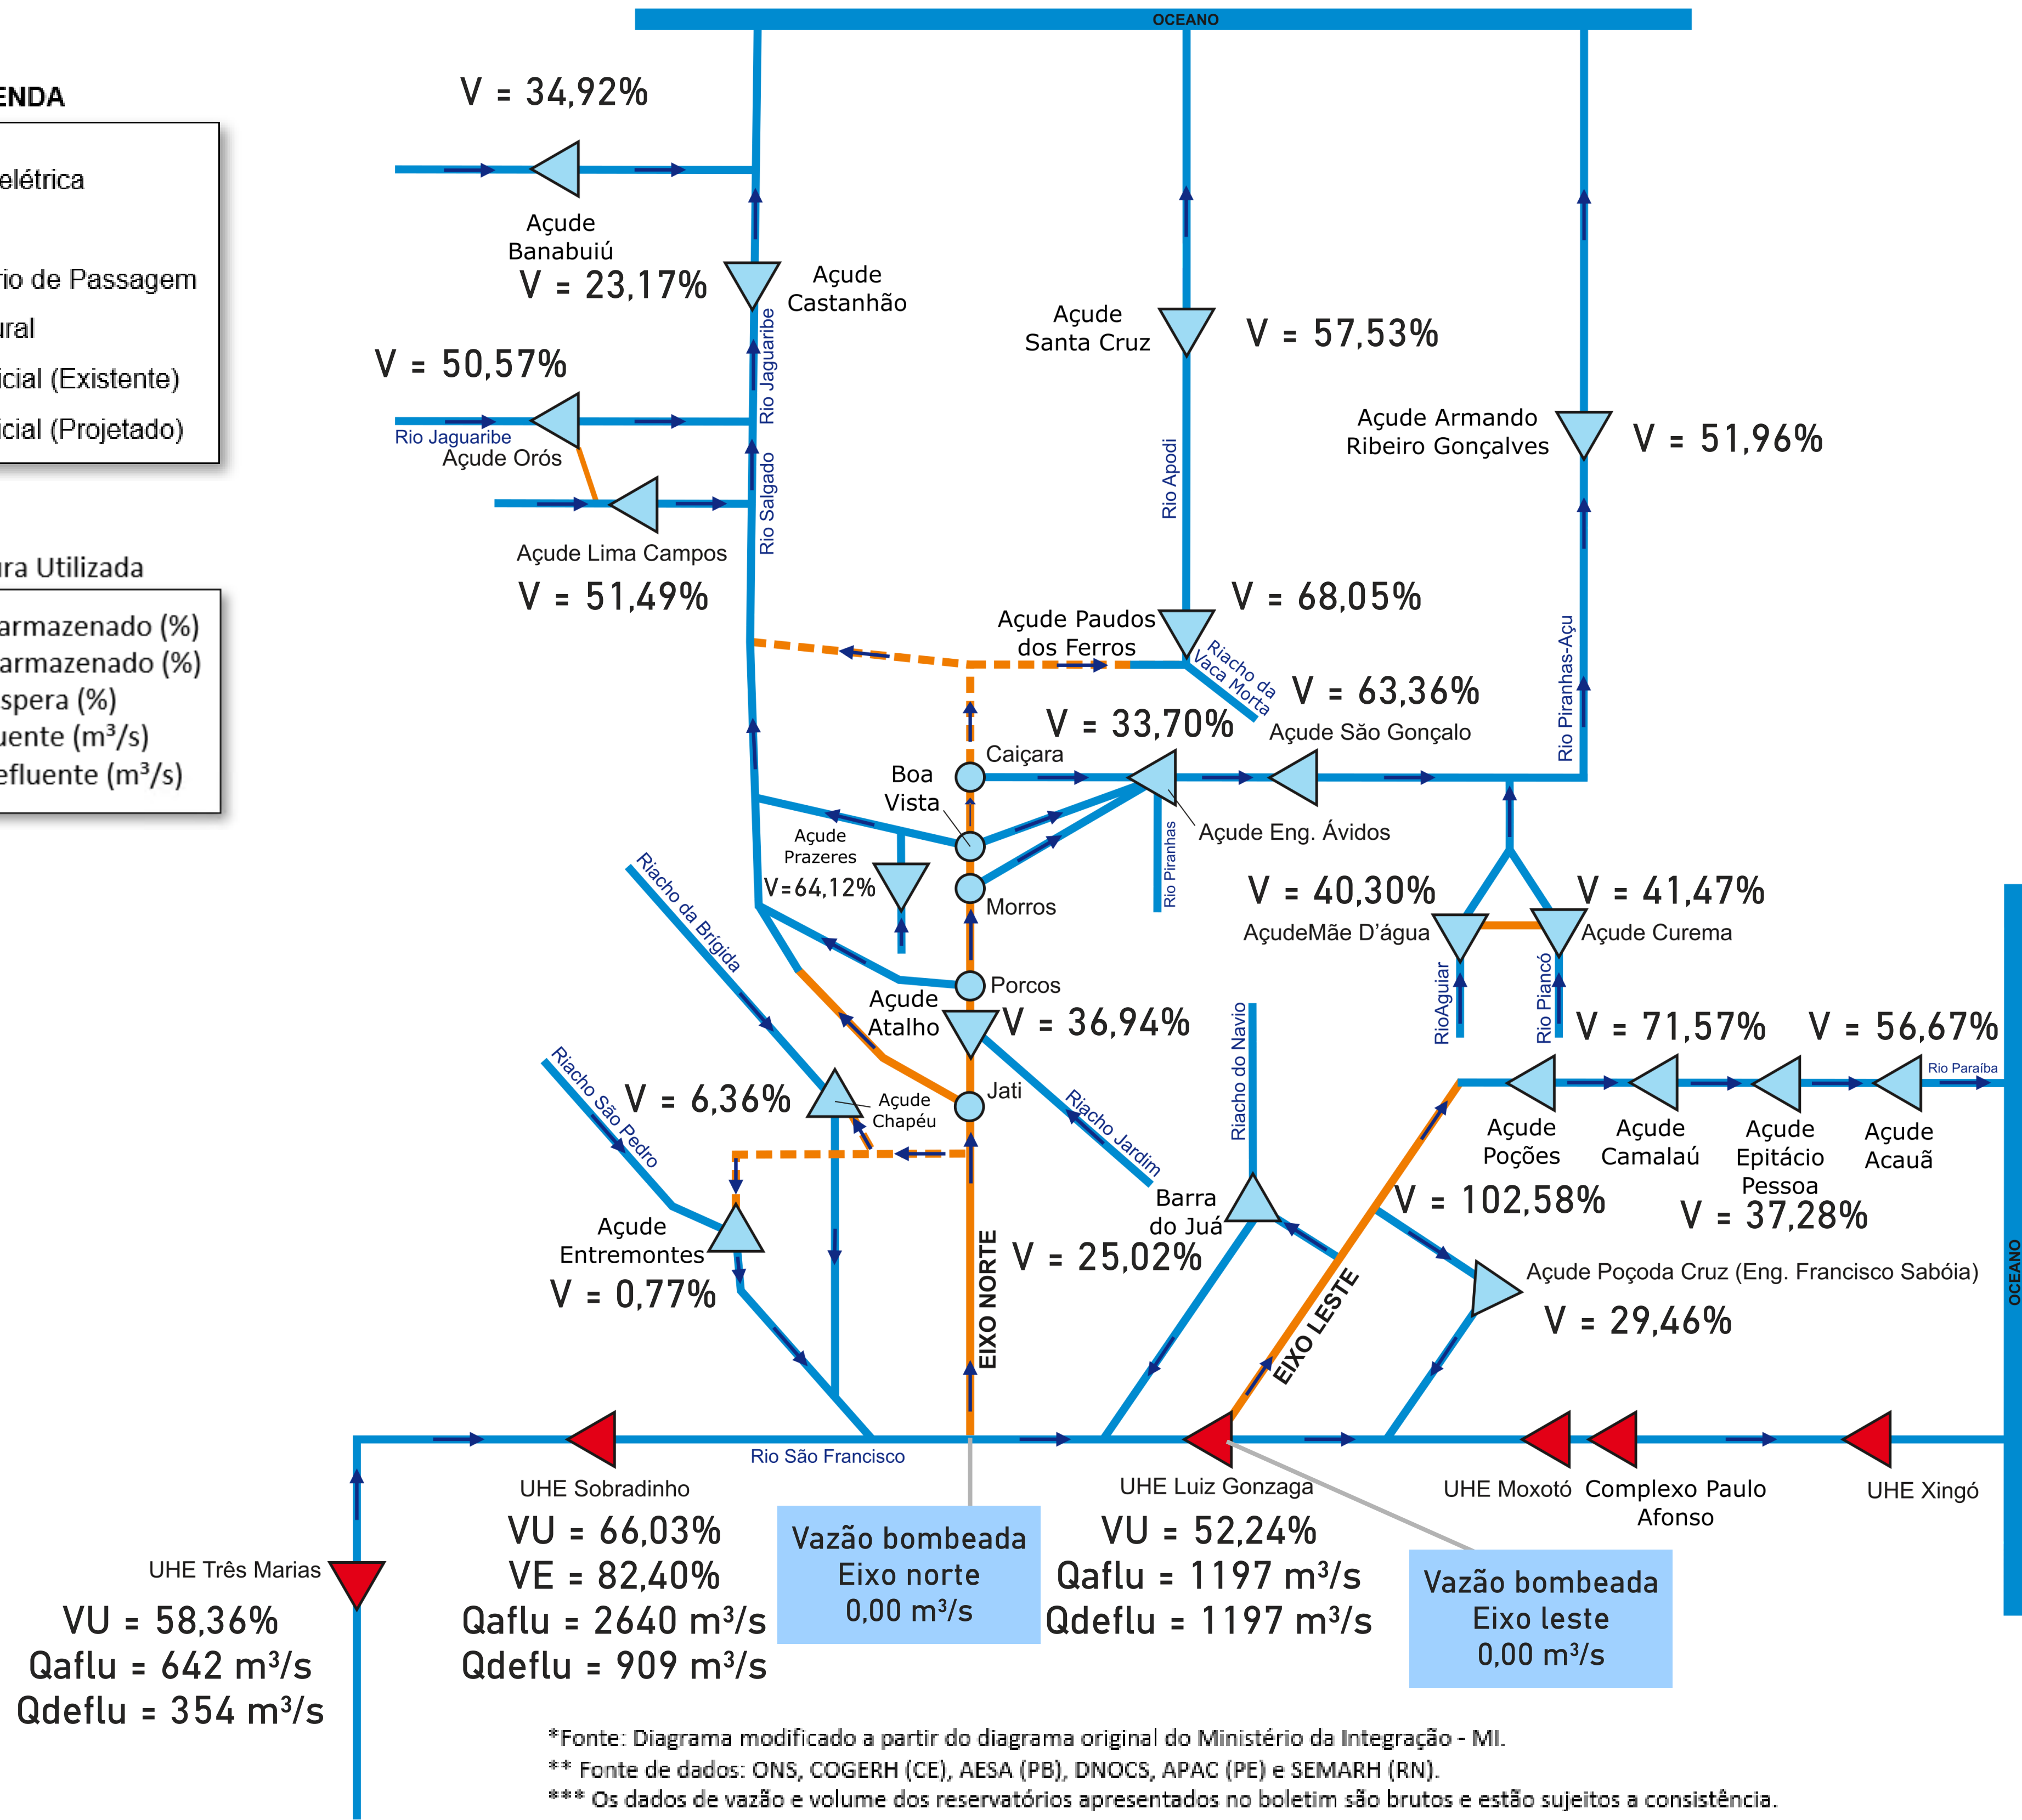 OCEANO
ENDA
elétrica
rio de Passagem
ural
icial (Existente)
icial (Projetado)
ura Utilizada
armazenado (%)
armazenado (%)
spera (%)
uente (m³/s)
efluente (m³/s)
V = 34,92%
Açude
Banabuiú
V = 23,17%
Açude
Castanhão
Rio Jaguaribe
V = 50,57%
Rio Jaguaribe
Açude Orós
Rio Salgado
Açude Lima Campos
V = 51,49%
Açude
Santa Cruz
V = 57,53%
Rio Apodi
Açude Armando
Ribeiro Gonçalves
V = 51,96%
Rio Piranhas-Açu
V = 68,05%
Açude Paudos
dos Ferros
Riacho da
Vaca Morta
V = 63,36%
Açude São Gonçalo
V = 33,70%
Caiçara
Boa
Vista
Açude Eng. Ávidos
Rio Piranhas
Açude
Prazeres
V=64,12%
Morros
Riacho da Brígida
V = 40,30%
AçudeMãe D'água
V = 41,47%
Açude Curema
RioAguiar
Rio Piancó
Porcos
Açude
Atalho
V = 36,94%
Riacho Jardim
Jati
Riacho São Pedro
V = 6,36%
Açude
Chapéu
Riacho do Navio
V = 71,57%
V = 56,67%
Rio Paraíba
Açude
Poções
Açude
Camalaú
Açude
Epitácio
Pessoa
Açude
Acauã
V = 102,58%
V = 37,28%
Barra
do Juá
V = 25,02%
Açude
Entremontes
V = 0,77%
EIXO NORTE
EIXO LESTE
Açude Poçoda Cruz (Eng. Francisco Sabóia)
V = 29,46%
OCEANO
Rio São Francisco
UHE Sobradinho
VU = 66,03%
VE = 82,40%
Qaflu = 2640 m³/s
Qdeflu = 909 m³/s
Vazão bombeada
Eixo norte
0,00 m³/s
UHE Luiz Gonzaga
VU = 52,24%
Qaflu = 1197 m³/s
Qdeflu = 1197 m³/s
Vazão bombeada
Eixo leste
0,00 m³/s
UHE Moxotó
Complexo Paulo
Afonso
UHE Xingó
UHE Três Marias
VU = 58,36%
Qaflu = 642 m³/s
Qdeflu = 354 m³/s
*Fonte: Diagrama modificado a partir do diagrama original do Ministério da Integração - MI.
** Fonte de dados: ONS, COGERH (CE), AESA (PB), DNOCS, APAC (PE) e SEMARH (RN).
*** Os dados de vazão e volume dos reservatórios apresentados no boletim são brutos e estão sujeitos a consistência.